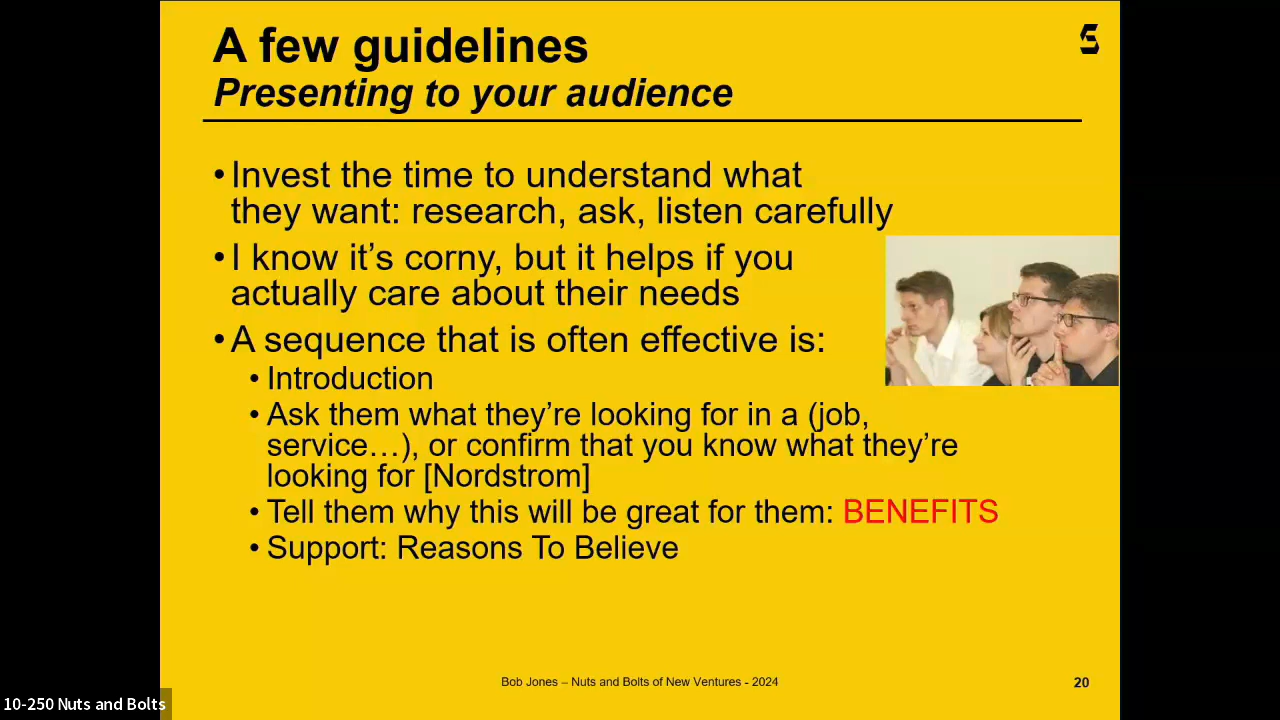 A few guidelines
Presenting to your audience
• Invest the time to understand what
they want: research, ask, listen carefully
• I know it’s corny, but it helps if you
actually care about their needs
• A sequence that is often effective is:
• Introduction
• Ask them what they’re looking for in a (job,
service…), or confirm that you know what they’re
looking for [Nordstrom]
• Tell them why this will be great for them: BENEFITS
• Support: Reasons To Believe
Bob Jones – Nuts and Bolts of New Ventures - 2024
20
10-250 Nuts and Bolts